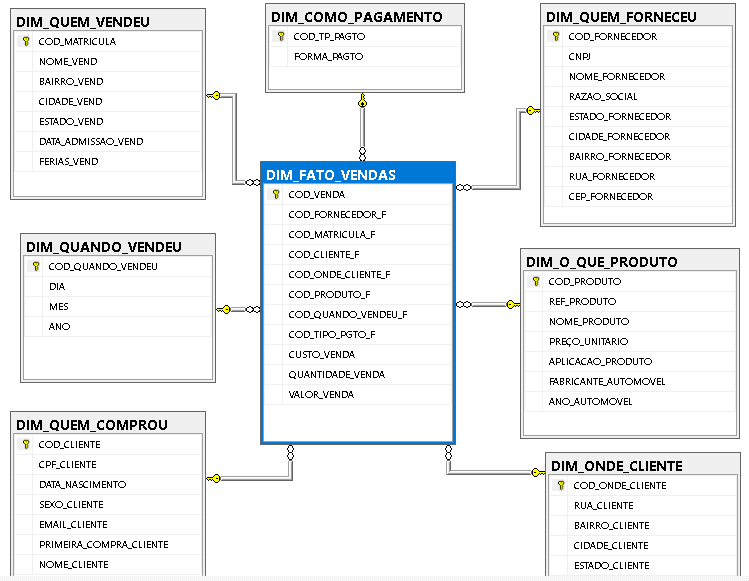 DIM_QUEM_VENDEU
COD_MATRICULA
NOME_VEND
BAIRRO_VEND
CIDADE_VEND
ESTADO_VEND
DATA_ADMISSAO_VEND
FERIAS_VEND
DIM_COMO_PAGAMENTO
COD_TP_PAGTO
FORMA_PAGTO
DIM_QUEM_FORNECEU
COD_FORNECEDOR
CNPJ
NOME_FORNECEDOR
RAZAO_SOCIAL
ESTADO_FORNECEDOR
CIDADE_FORNECEDOR
BAIRRO_FORNECEDOR
RUA_FORNECEDOR
CEP_FORNECEDOR
DIM_FATO_VENDAS
COD_VENDA
COD_FORNECEDOR_F
COD_MATRICULA_F
COD_CLIENTE_F
COD_ONDE_CLIENTE_F
COD_PRODUTO_F
COD_QUANDO_VENDEU_F
COD_TIPO_PGTO_F
CUSTO_VENDA
QUANTIDADE_VENDA
VALOR_VENDA
DIM_QUANDO_VENDEU
COD_QUANDO_VENDEU
DIA
MES
ANO
DIM_O_QUE_PRODUTO
COD_PRODUTO
REF_PRODUTO
NOME_PRODUTO
PREÇO_UNITARIO
APLICACAO_PRODUTO
FABRICANTE_AUTOMOVEL
ANO_AUTOMOVEL
DIM_QUEM_COMPROU
COD_CLIENTE
CPF_CLIENTE
DATA_NASCIMENTO
SEXO_CLIENTE
EMAIL_CLIENTE
PRIMEIRA_COMPRA_CLIENTE
NOME_CLIENTE
DIM_ONDE_CLIENTE
COD_ONDE_CLIENTE
RUA_CLIENTE
BAIRRO_CLIENTE
CIDADE_CLIENTE
ESTADO_CLIENTE